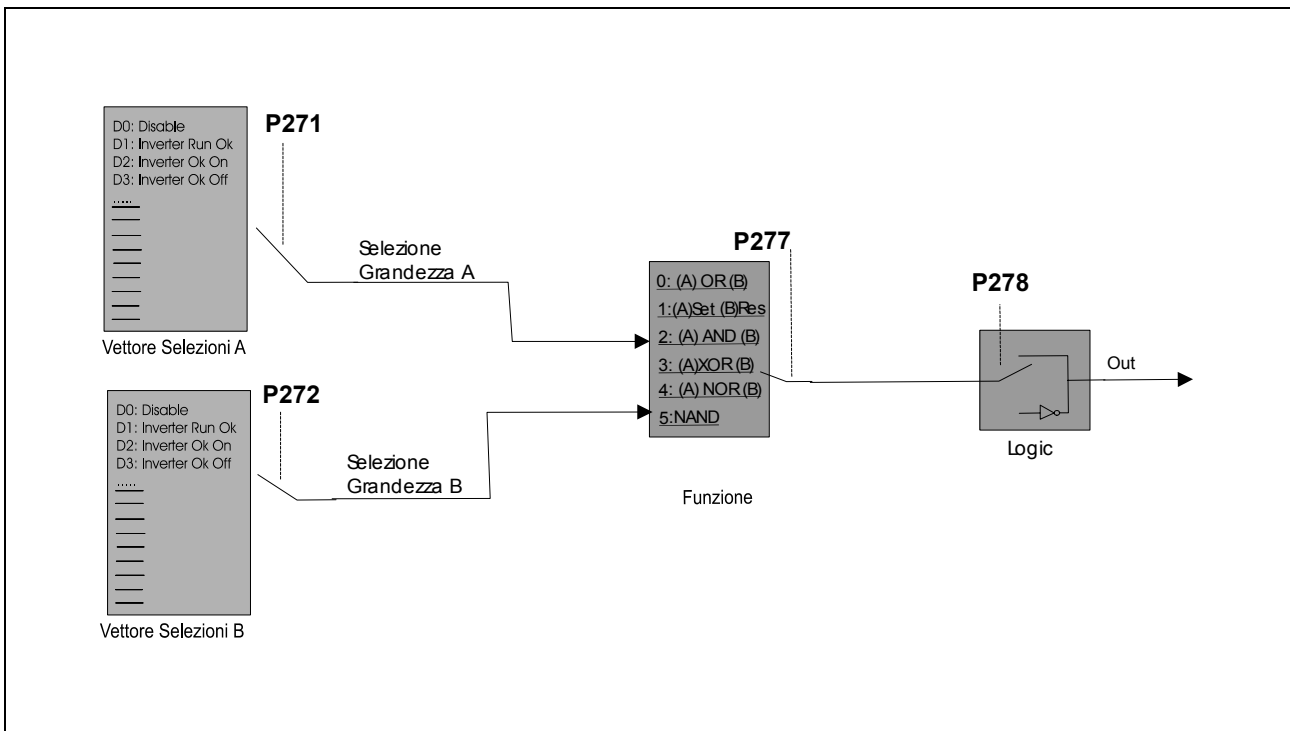 D0: Disable
D1: Inverter Run Ok
D2: Inverter Ok On
D3: Inverter Ok Off
.....
Vettore Selezioni A
P271
Selezione
Grandezza A
D0: Disable
D1: Inverter Run Ok
D2: Inverter Ok On
D3: Inverter Ok Off
.....
Vettore Selezioni B
P272
Selezione
Grandezza B
P277
0: (A) OR (B)
1:(A)Set (B)Res
2: (A) AND (B)
3: (A)XOR (B)
4: (A) NOR (B)
5:NAND
Funzione
P278
Logic
Out